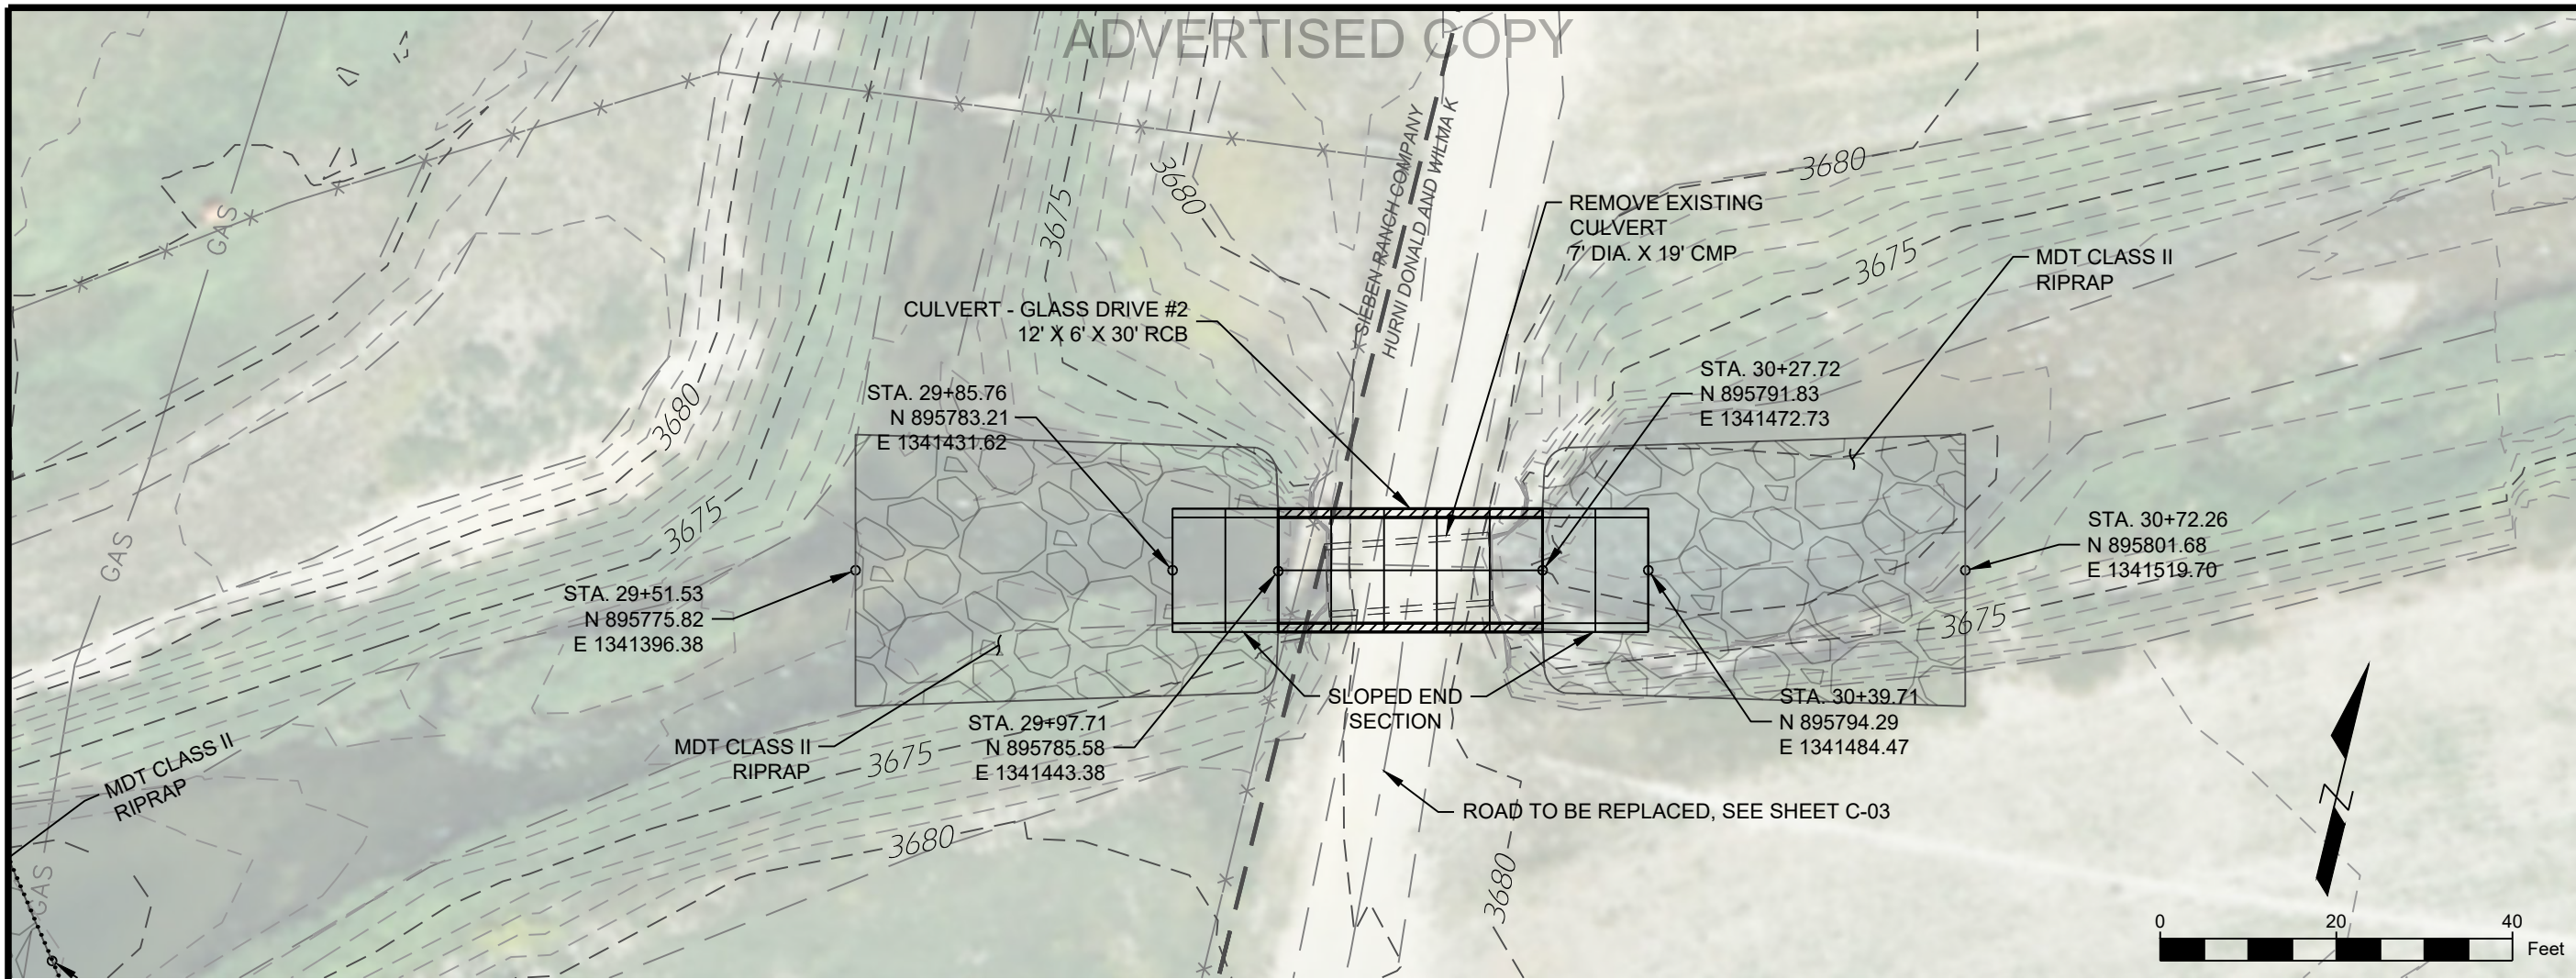 ADVERTISED COPY
SIEBEN RANCH COMPANY
HURNI DONALD AND WILMA K
3680
3675
3680
3675
REMOVE EXISTING
CULVERT
7' DIA. X 19' CMP
MDT CLASS II
RIPRAP
GAS
CULVERT - GLASS DRIVE #2
12' X 6' X 30' RCB
STA. 29+85.76
N 895783.21
E 1341431.62
STA. 30+27.72
N 895791.83
E 1341472.73
3680
3675
GAS
STA. 30+72.26
N 895801.68
E 1341519.70
STA. 29+51.53
N 895775.82
E 1341396.38
3675
SLOPED END
SECTION
STA. 30+39.71
N 895794.29
E 1341484.47
STA. 29+97.71
N 895785.58
E 1341443.38
MDT CLASS II
RIPRAP
3675
MDT CLASS II
RIPRAP
ROAD TO BE REPLACED, SEE SHEET C-03
3680
3680
GAS
N
0 20 40
Feet